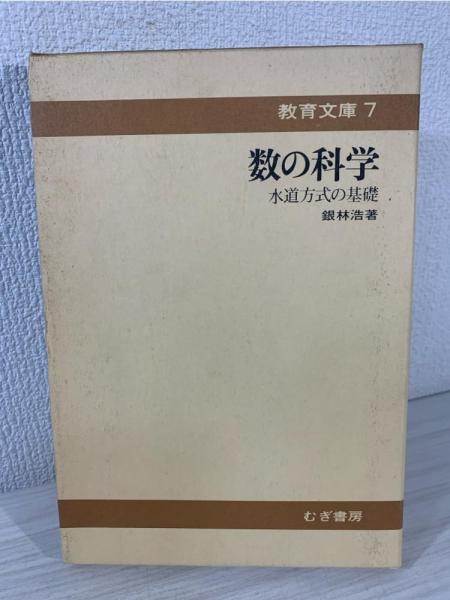 教育文庫 7
数の科学
水道方式の基礎
銀林浩著
むぎ書房